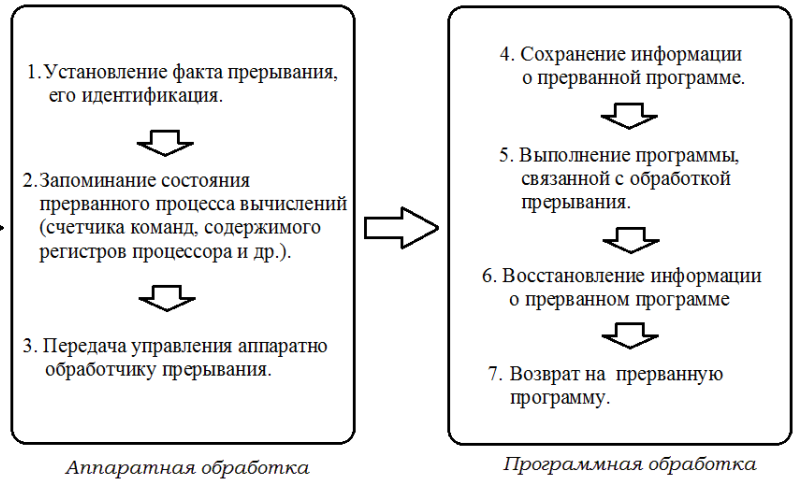 1.Установление факта прерывания,
его идентификация.
2.Запоминание состояния
прерванного процесса вычислений
(счетчика команд, содержимого
регистров процессора и др.).
3. Передача управления аппаратно
обработчику прерывания.
Аппаратная обработка
4. Сохранение информации
о прерванной программе.
5. Выполнение программы,
связанной с обработкой
прерывания.
6. Восстановление информации
о прерванном программе
7. Возврат на прерванную
программу.
Программная обработка